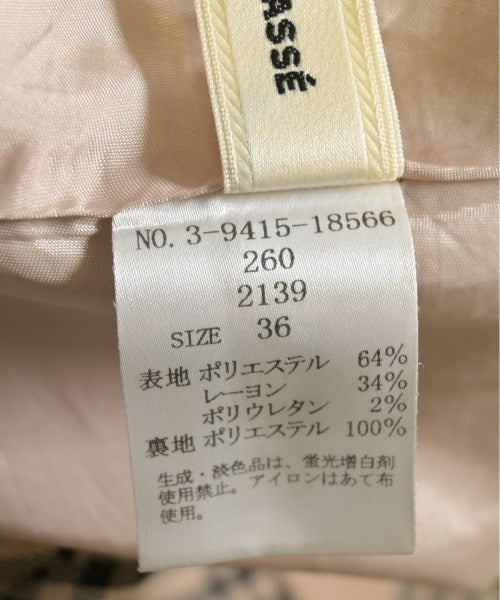 ASSÉ
NO. 3-9415-18566
260
2139
SIZE 36
表地 ポリエステル 64%
レーヨン 34%
ポリウレタン 2%
裏地 ポリエステル 100%
生成・淡色品は、蛍光増白剤
使用禁止。アイロンはあて布
使用。